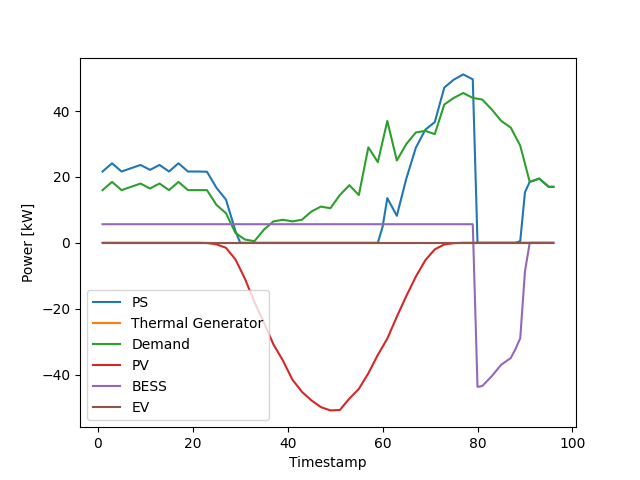 40
20
0
−20
−40
Power [kW]
PS
Thermal Generator
Demand
PV
BESS
EV
0 20 40 60 80 100
Timestamp